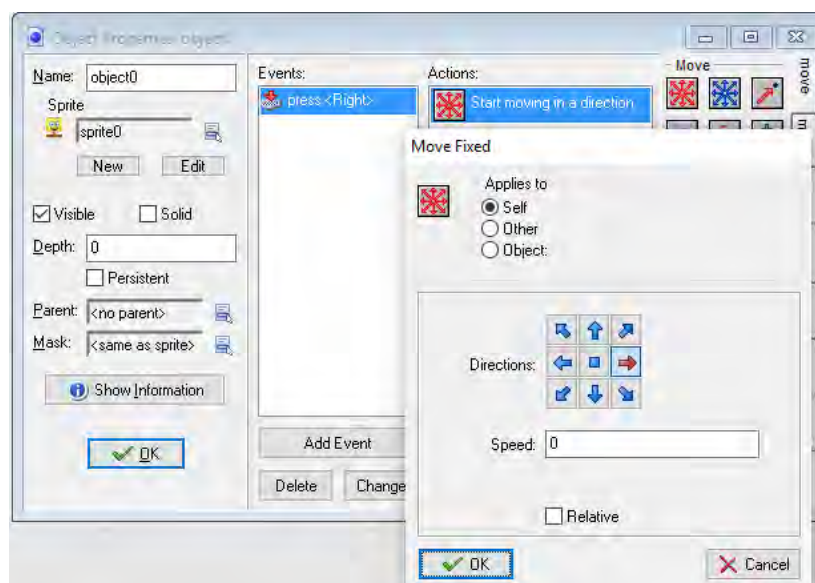 Object Properties: object0
Name: object0
Sprite
sprite0
New Edit
Visible Solid
Depth: 0
Persistent
Parent: <no parent>
Mask: <same as sprite>
Show Information
OK
Events:
press <Right>
Add Event
Delete Change
Actions:
Start moving in a direction
Move
move
Move Fixed
Applies to
Self
Other
Object:
Directions:
Speed: 0
Relative
OK Cancel